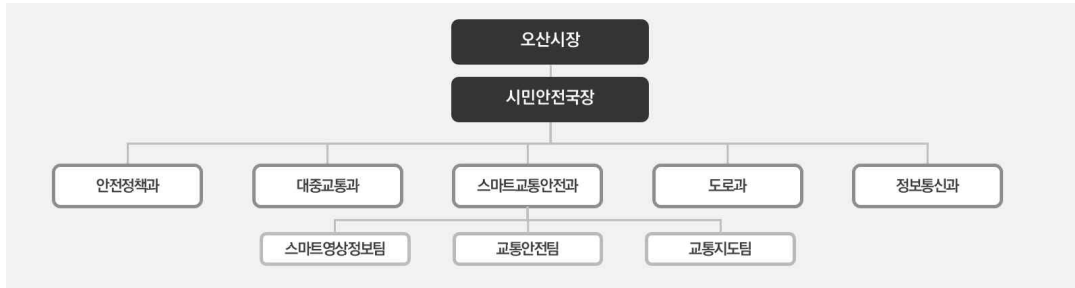 오산시장
시민안전국장
안전정책과
대중교통과
스마트교통안전과
도로과
정보통신과
스마트영상정보팀
교통안전팀
교통지도팀